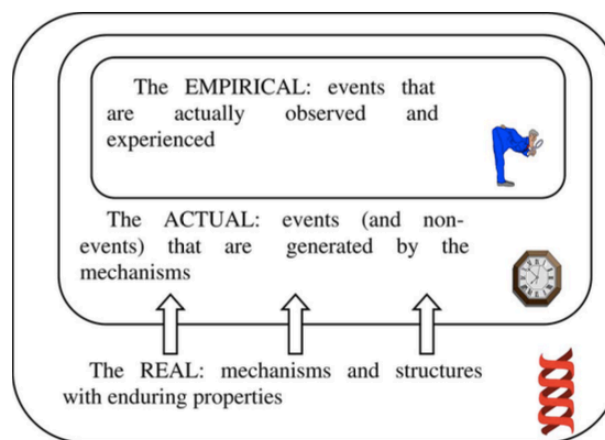 The EMPIRICAL: events that
are actually observed and
experienced
The ACTUAL: events (and non-
events) that are generated by the
mechanisms
The REAL: mechanisms and structures
with enduring properties